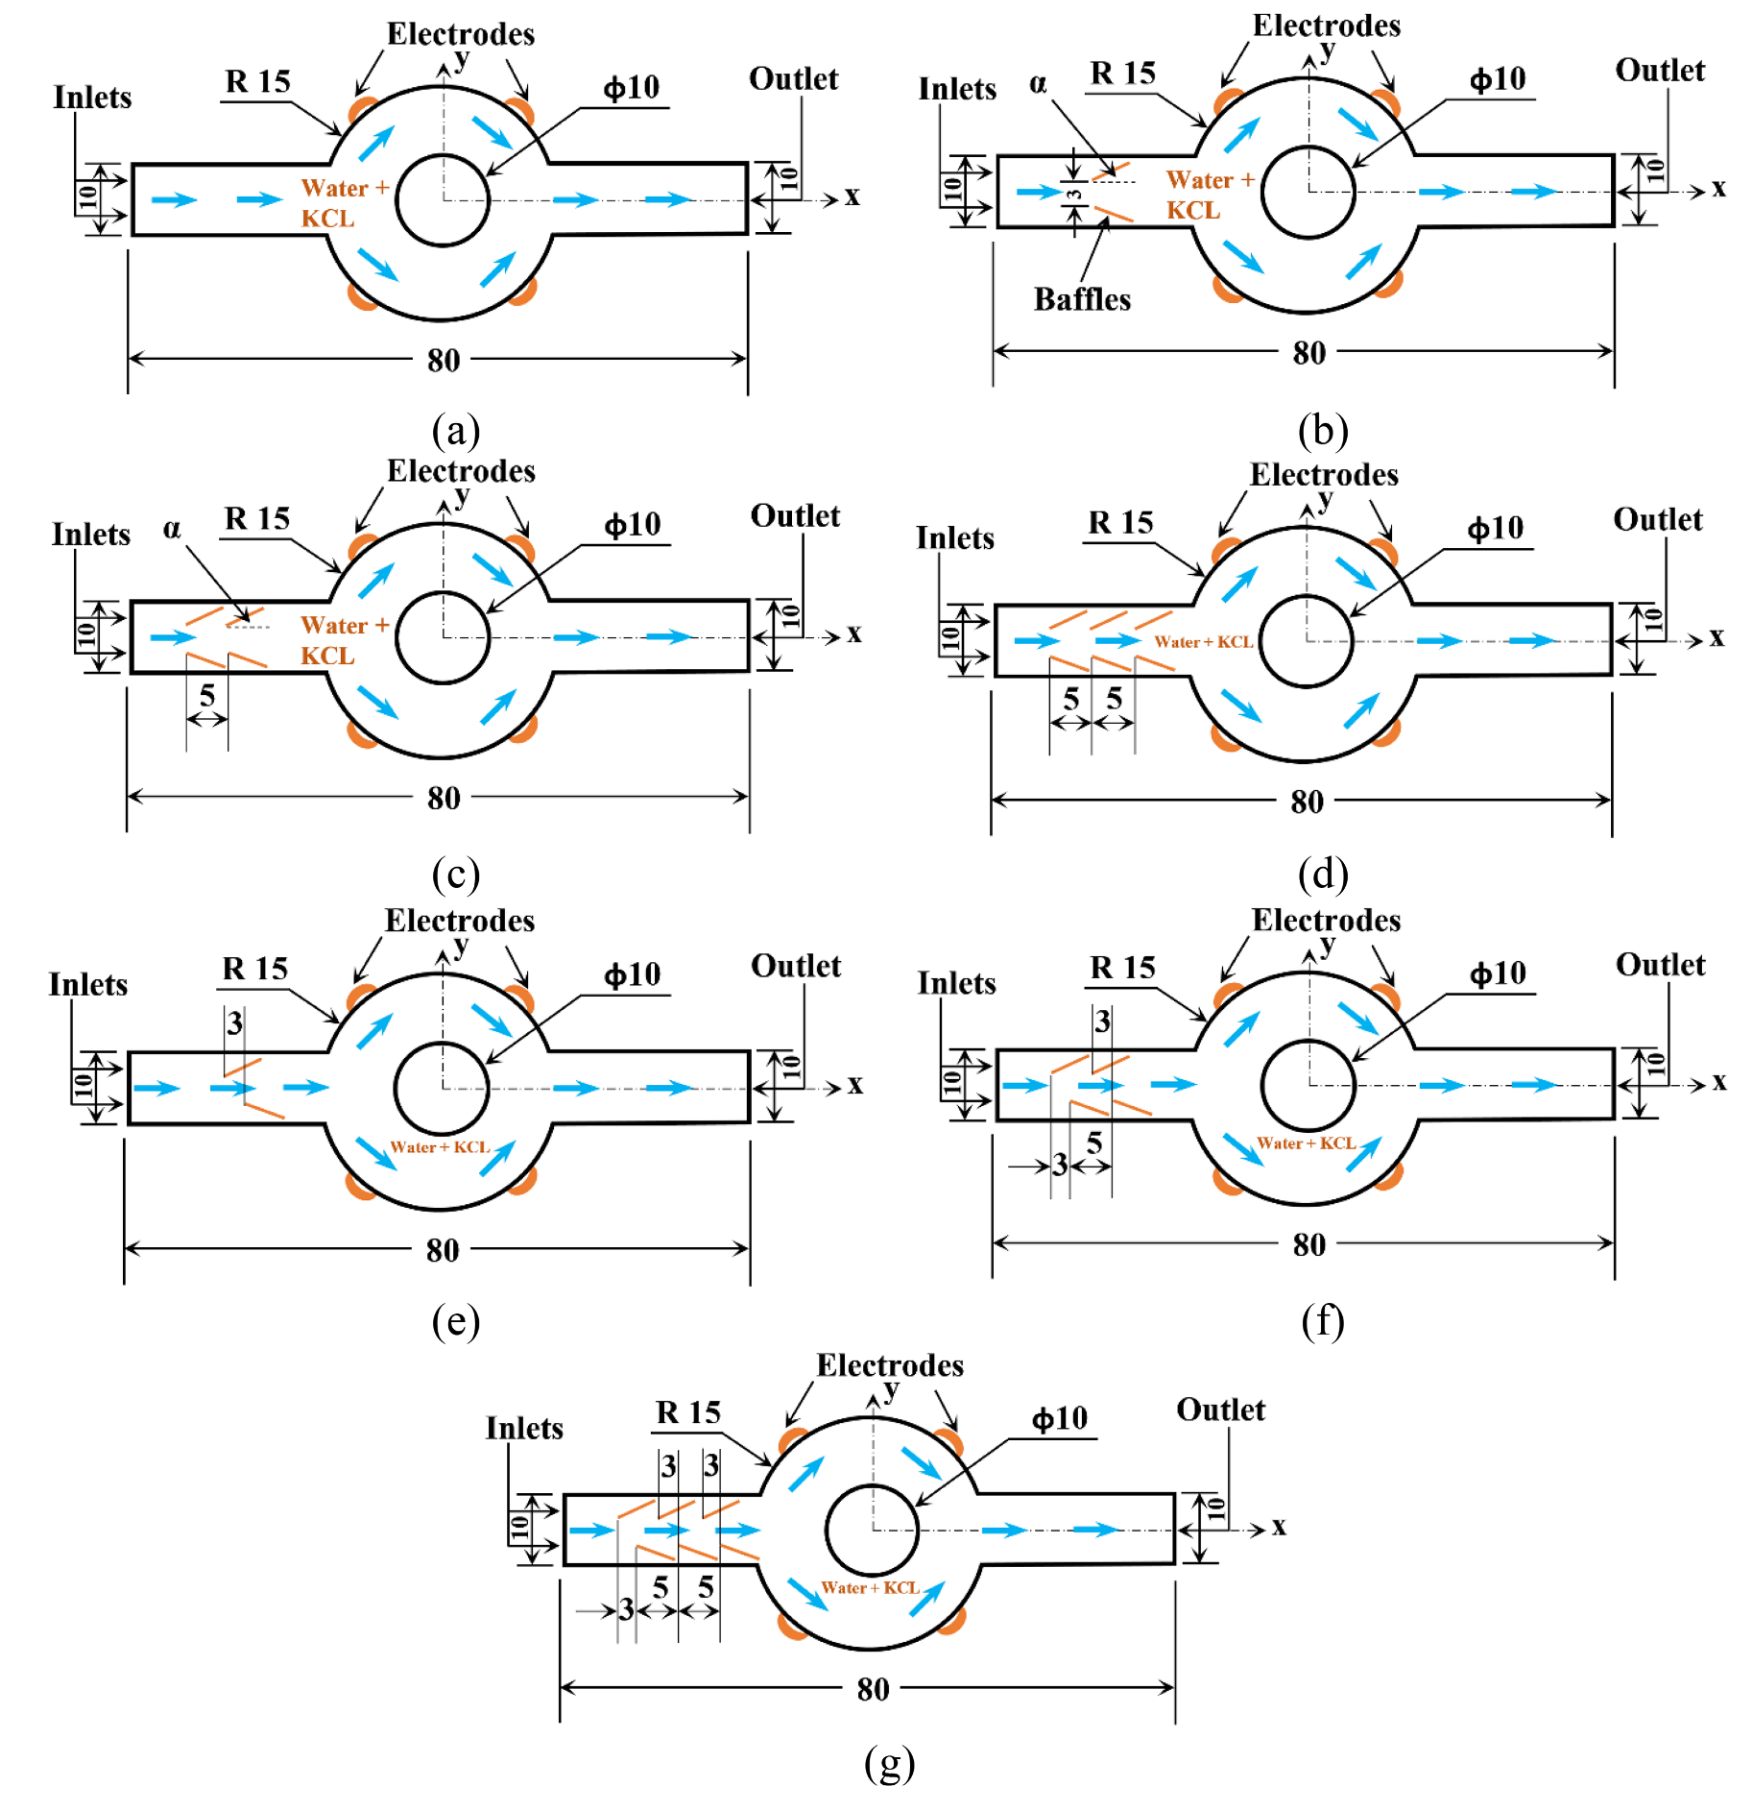 Electrodes
y
R 15
ϕ10
Outlet
Inlets
10
10
Water +
KCL
x
80
(a)
Electrodes
y
α
R 15
ϕ10
Outlet
Inlets
10
3
10
Water +
KCL
x
Baffles
80
(b)
Electrodes
y
α
R 15
ϕ10
Outlet
Inlets
10
10
Water +
KCL
x
5
80
(c)
Electrodes
y
R 15
ϕ10
Outlet
Inlets
10
10
Water + KCL
x
5
5
80
(d)
Electrodes
y
R 15
ϕ10
Outlet
Inlets
3
10
10
x
Water + KCL
80
(e)
Electrodes
y
R 15
ϕ10
Outlet
Inlets
3
10
10
x
Water + KCL
3
5
80
(f)
Electrodes
y
R 15
ϕ10
Outlet
Inlets
3
3
10
10
x
Water + KCL
3
5
5
80
(g)